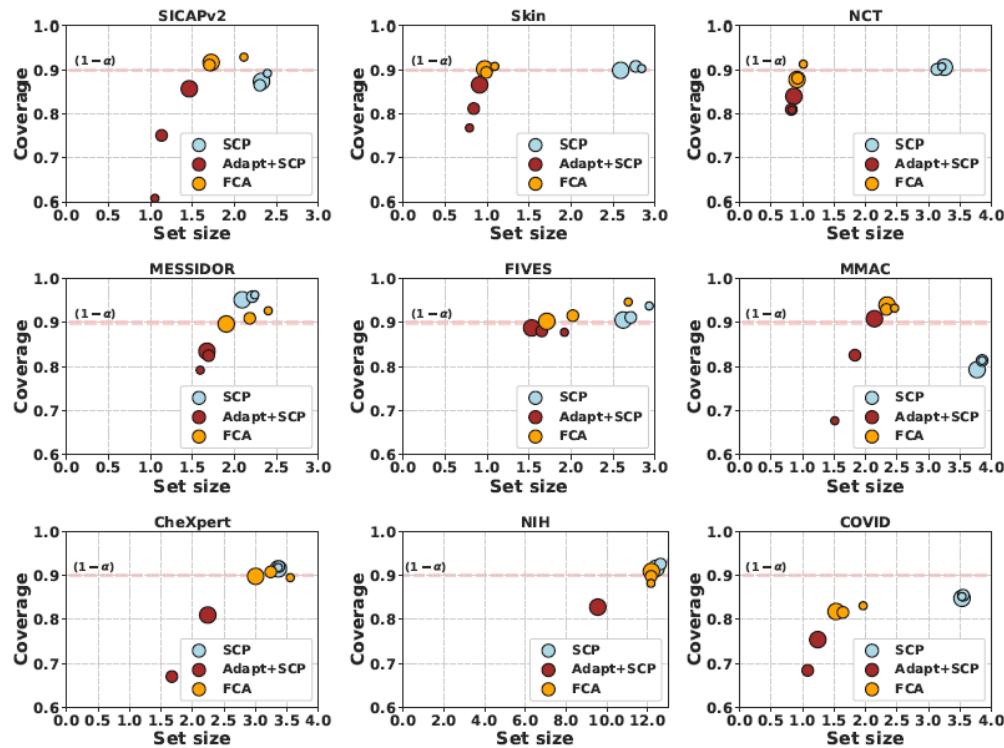 SICAPv2
Coverage
1.0
0.9
0.8
0.7
0.6
(1−α)
SCP
Adapt+SCP
FCA
0.0 0.5 1.0 1.5 2.0 2.5 3.0
Set size
Skin
Coverage
1.0
0.9
0.8
0.7
0.6
(1−α)
SCP
Adapt+SCP
FCA
0.0 0.5 1.0 1.5 2.0 2.5 3.0
Set size
NCT
Coverage
1.0
0.9
0.8
0.7
0.6
(1−α)
SCP
Adapt+SCP
FCA
0.0 0.5 1.0 1.5 2.0 2.5 3.0 3.5 4.0
Set size
MESSIDOR
Coverage
1.0
0.9
0.8
0.7
0.6
(1−α)
SCP
Adapt+SCP
FCA
0.0 0.5 1.0 1.5 2.0 2.5 3.0
Set size
FIVES
Coverage
1.0
0.9
0.8
0.7
0.6
(1−α)
SCP
Adapt+SCP
FCA
0.0 0.5 1.0 1.5 2.0 2.5 3.0
Set size
MMAC
Coverage
1.0
0.9
0.8
0.7
0.6
(1−α)
SCP
Adapt+SCP
FCA
0.0 0.5 1.0 1.5 2.0 2.5 3.0 3.5 4.0
Set size
CheXpert
Coverage
1.0
0.9
0.8
0.7
0.6
(1−α)
SCP
Adapt+SCP
FCA
0.0 0.5 1.0 1.5 2.0 2.5 3.0 3.5 4.0
Set size
NIH
Coverage
1.0
0.9
0.8
0.7
0.6
(1−α)
SCP
Adapt+SCP
FCA
0.0 2.0 4.0 6.0 8.0 10.0 12.0
Set size
COVID
Coverage
1.0
0.9
0.8
0.7
0.6
(1−α)
SCP
Adapt+SCP
FCA
0.0 0.5 1.0 1.5 2.0 2.5 3.0 3.5 4.0
Set size